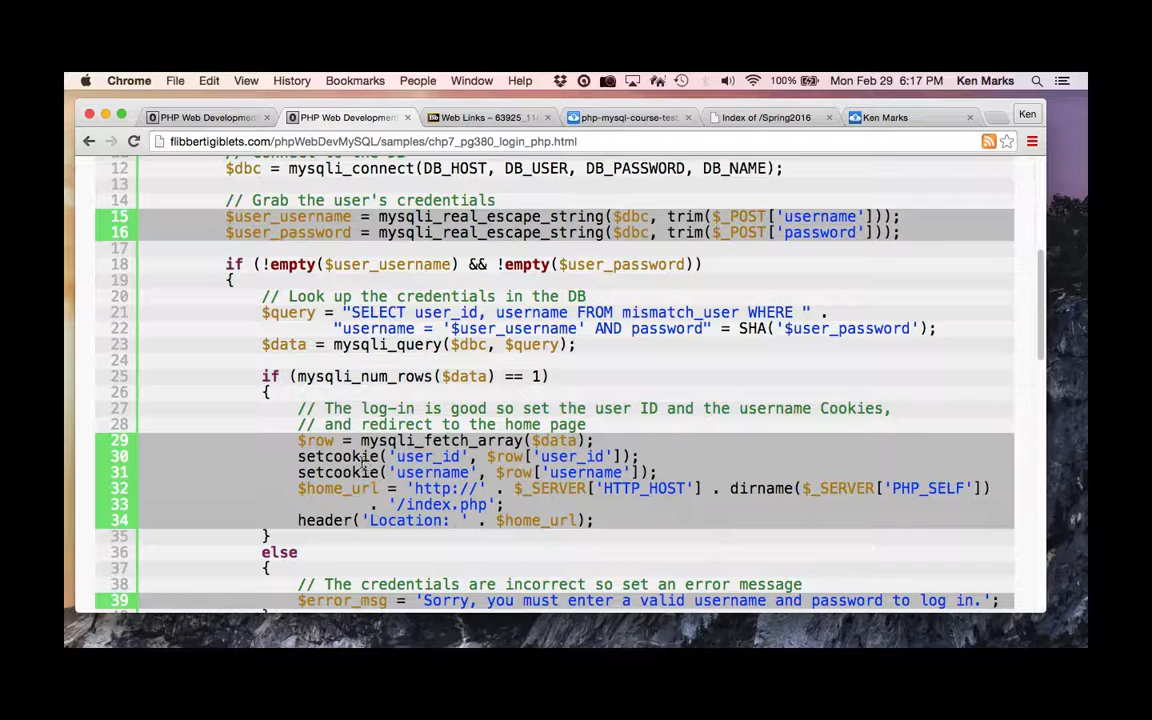 Chrome File Edit View History Bookmarks People Window Help 100% Mon Feb 29 6:17 PM Ken Marks
PHP Web Developmen PHP Web Development Web Links – 63925_11 php-mysql-course-test Index of /Spring2016 Ken Marks Ken
flibbertigiblets.com/phpWebDevMySQL/samples/chp7_pg380_login_php.html
12 $dbc = mysqli_connect(DB_HOST, DB_USER, DB_PASSWORD, DB_NAME);
13
14 // Grab the user's credentials
15 $user_username = mysqli_real_escape_string($dbc, trim($_POST['username']));
16 $user_password = mysqli_real_escape_string($dbc, trim($_POST['password']));
17
18 if (!empty($user_username) && !empty($user_password))
19 {
20 // Look up the credentials in the DB
21 $query = "SELECT user_id, username FROM mismatch_user WHERE " .
22 "username = '$user_username' AND password" = SHA('$user_password');
23 $data = mysqli_query($dbc, $query);
24
25 if (mysqli_num_rows($data) == 1)
26 {
27 // The log-in is good so set the user ID and the username Cookies,
28 // and redirect to the home page
29 $row = mysqli_fetch_array($data);
30 setcookie('user_id', $row['user_id']);
31 setcookie('username', $row['username']);
32 $home_url = 'http://' . $_SERVER['HTTP_HOST'] . dirname($_SERVER['PHP_SELF'])
33 . '/index.php';
34 header('Location: ' . $home_url);
35 }
36 else
37 {
38 // The credentials are incorrect so set an error message
39 $error_msg = 'Sorry, you must enter a valid username and password to log in.';